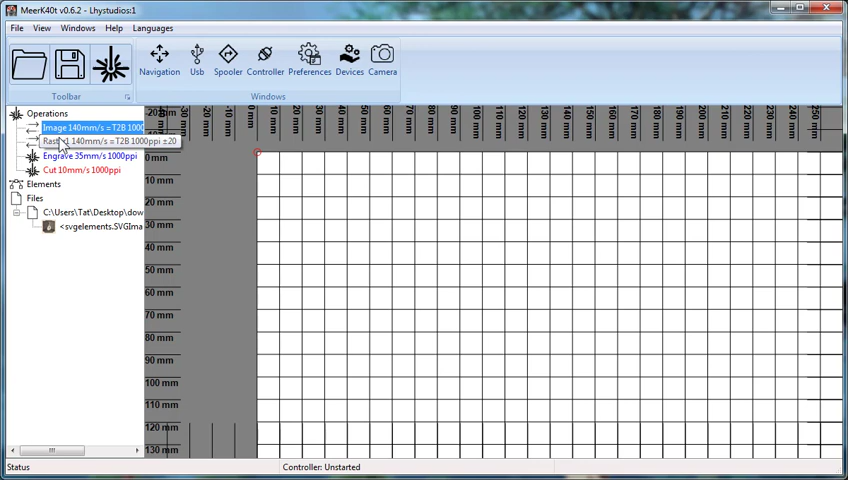 MeerK40t v0.6.2 - Lhystudios:1
File View Windows Help Languages
Navigation Usb Spooler Controller Preferences Devices Camera
Toolbar Windows
Operations
Image 140mm/s = T2B 1000
140mm/s =T2B 1000ppi ±20
Engrave 35mm/s 1000ppi
Cut 10mm/s 1000ppi
Elements
Files
C:\Users\Tat\Desktop\dow
<svgelements.SVGIma
-20 -10 mm 0 mm 10 mm 20 mm 30 mm 40 mm 50 mm 60 mm 70 mm 80 mm 90 mm 100 mm 110 mm 120 mm 130 mm 140 mm 150 mm 160 mm 170 mm 180 mm 190 mm 200 mm 210 mm 220 mm 230 mm 240 mm 250
0 mm
10 mm
20 mm
30 mm
40 mm
50 mm
60 mm
70 mm
80 mm
90 mm
100 mm
110 mm
120 mm
130 mm
Status Controller: Unstarted